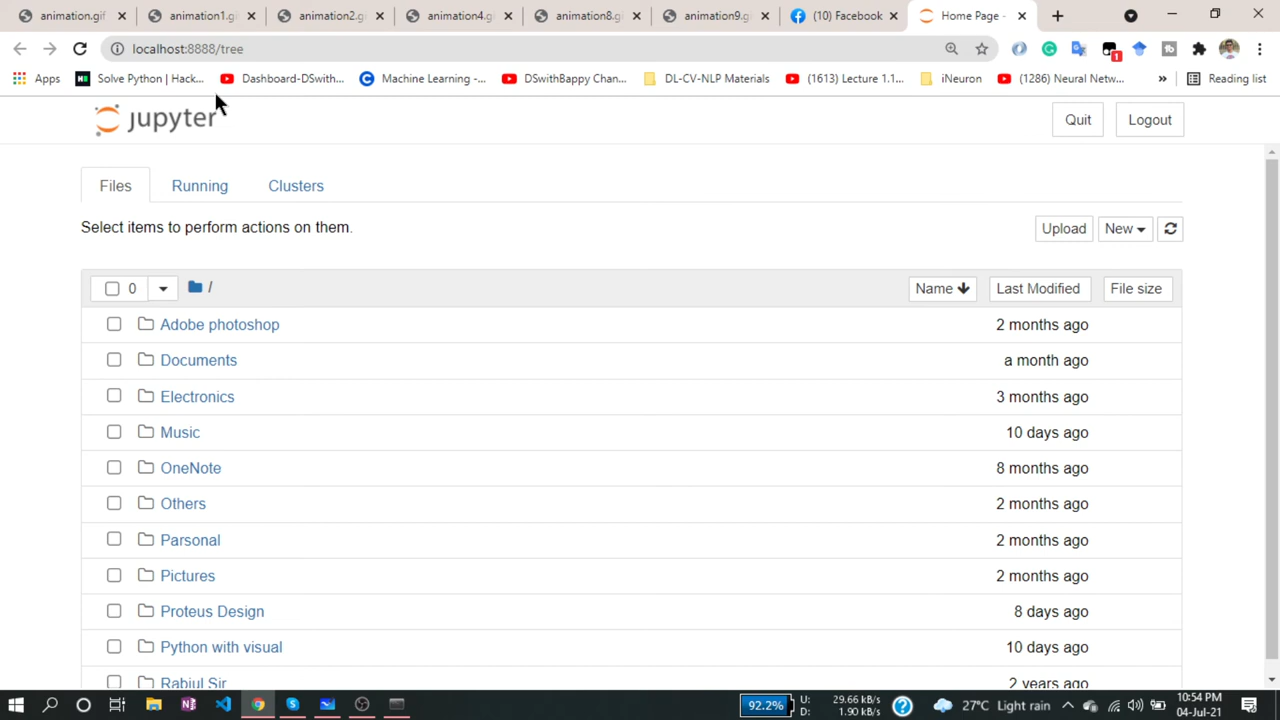 animation.gif
animation1.gi
animation2.gi
animation4.g
animation8.gi
animation9.gi
(10) Facebook
Home Page -
localhost:8888/tree
1
Apps
Solve Python | Hack...
Dashboard-DSwith...
Machine Learning -...
DSwithBappy Chan...
DL-CV-NLP Materials
(1613) Lecture 1.1...
iNeuron
(1286) Neural Netw...
»
Reading list
jupyter
Quit
Logout
Files
Running
Clusters
Select items to perform actions on them.
Upload
New
0
/
Name
Last Modified
File size
Adobe photoshop
2 months ago
Documents
a month ago
Electronics
3 months ago
Music
10 days ago
OneNote
8 months ago
Others
2 months ago
Parsonal
2 months ago
Pictures
2 months ago
Proteus Design
8 days ago
Python with visual
10 days ago
Rabiul Sir
2 years ago
92.2%
U: 29.66 kB/s
D: 1.90 kB/s
27°C Light rain
10:54 PM
04-Jul-21